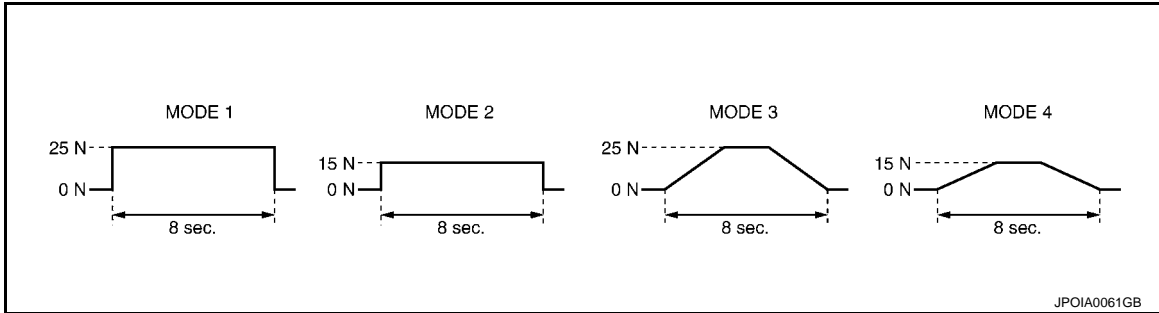 MODE 1
25 N
0 N
8 sec.
MODE 2
15 N
0 N
8 sec.
MODE 3
25 N
0 N
8 sec.
MODE 4
15 N
0 N
8 sec.
JPOIA0061GB